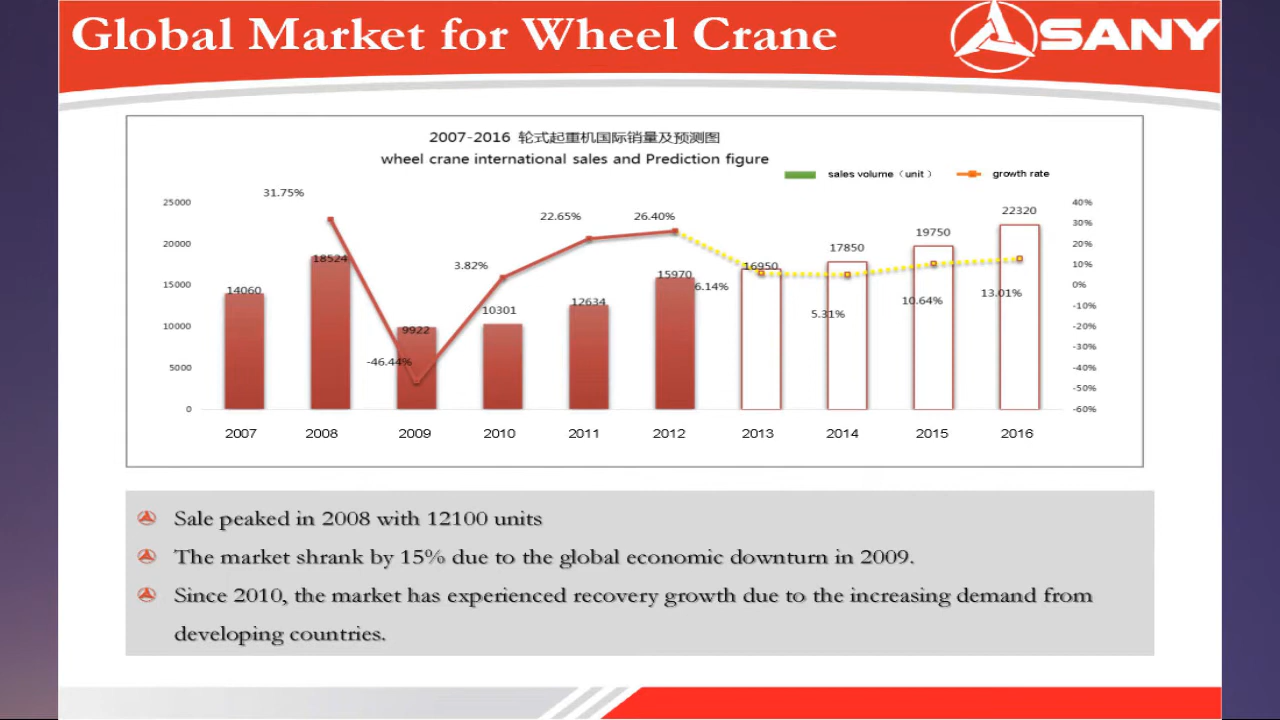 Global Market for Wheel Crane
SANY
2007-2016 轮式起重机国际销量及预测图
wheel crane international sales and Prediction figure
sales volume（unit ） growth rate
31.75% 22.65% 26.40%
25000 40%
22320
30%
19750
20000 20%
17850
3.82% 16950 10%
18524 15970
15000 6.14% 0%
14060 13.01%
12634 10.64% -10%
10301 5.31%
10000 -20%
9922
-30%
-46.44%
5000 -40%
-50%
0 -60%
2007 2008 2009 2010 2011 2012 2013 2014 2015 2016
Sale peaked in 2008 with 12100 units
The market shrank by 15% due to the global economic downturn in 2009.
Since 2010, the market has experienced recovery growth due to the increasing demand from
developing countries.